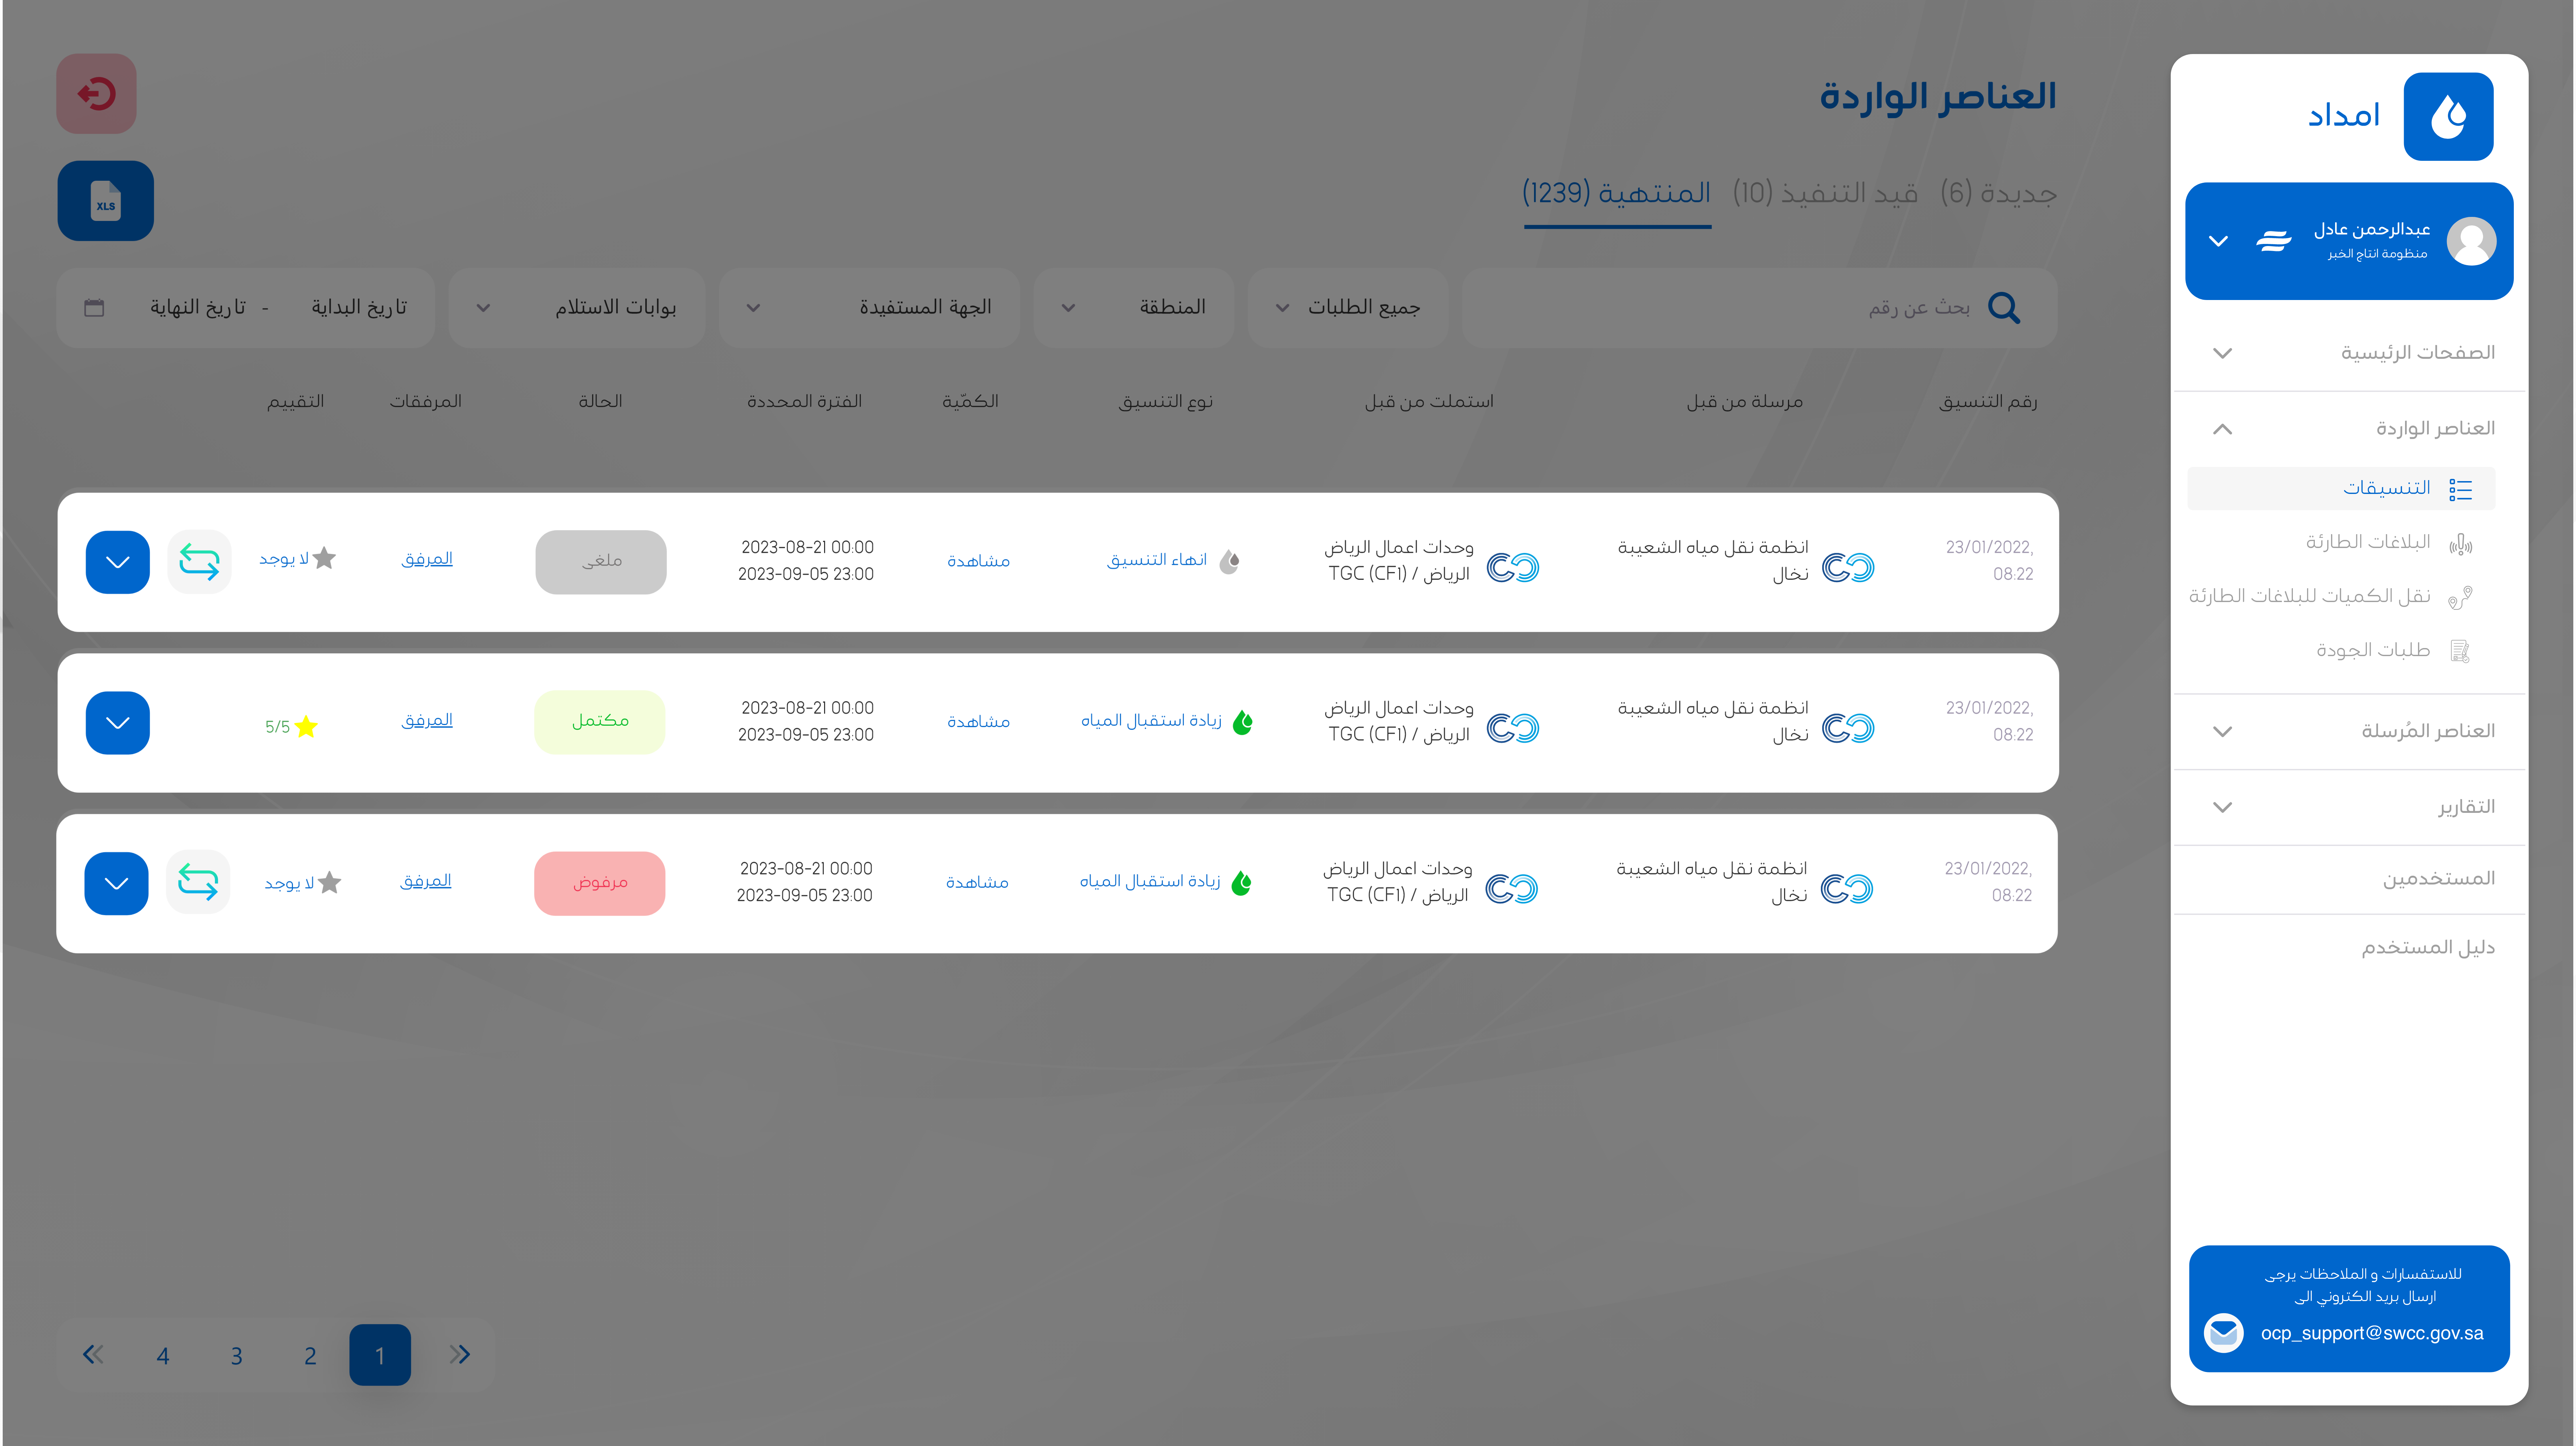 امداد
عبدالرحمن عادل
منظومة انتاج الخبر
الصفحات الرئيسية
العناصر الواردة
التنسيقات
البلاغات الطارئة
نقل الكميات للبلاغات الطارئة
طلبات الجودة
العناصر المُرسلة
التقارير
المستخدمين
دليل المستخدم
للاستفسارات و الملاحظات يرجى
ارسال بريد الكتروني الى
ocp_support@swcc.gov.sa
العناصر الواردة
جديدة (6) قيد التنفيذ (10) المنتهية (1239)
XLS
بحث عن رقم جميع الطلبات المنطقة الجهة المستفيدة بوابات الاستلام تاريخ البداية - تاريخ النهاية
رقم التنسيق مرسلة من قبل استملت من قبل نوع التنسيق الكمّية الفترة المحددة الحالة المرفقات التقييم
23/01/2022,
08:22
انظمة نقل مياه الشعيبة
نخال
وحدات اعمال الرياض
الرياض / TGC (CF1)
انهاء التنسيق
مشاهدة
2023-08-21 00:00
2023-09-05 23:00
ملغى
المرفق
لا يوجد
23/01/2022,
08:22
انظمة نقل مياه الشعيبة
نخال
وحدات اعمال الرياض
الرياض / TGC (CF1)
زيادة استقبال المياه
مشاهدة
2023-08-21 00:00
2023-09-05 23:00
مكتمل
المرفق
5/5
23/01/2022,
08:22
انظمة نقل مياه الشعيبة
نخال
وحدات اعمال الرياض
الرياض / TGC (CF1)
زيادة استقبال المياه
مشاهدة
2023-08-21 00:00
2023-09-05 23:00
مرفوض
المرفق
لا يوجد
1 2 3 4